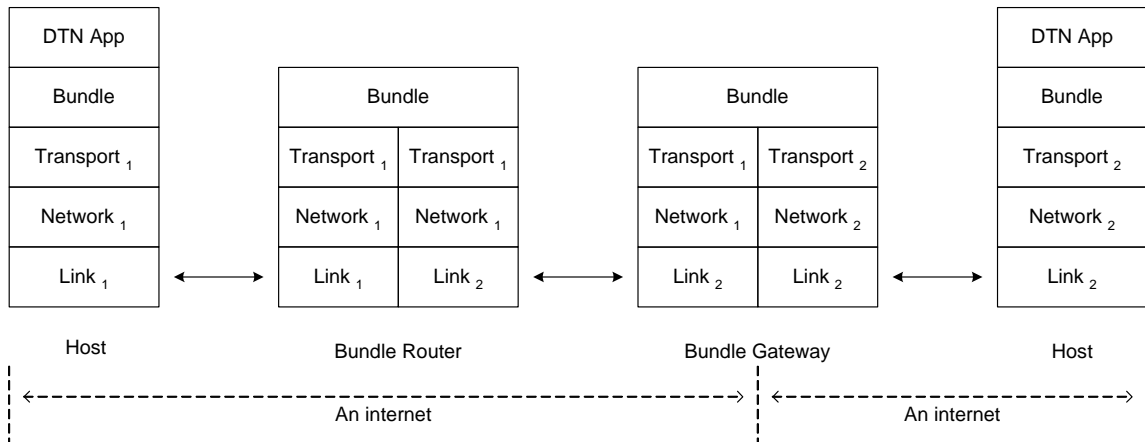 DTN App DTN App
Bundle Bundle Bundle Bundle
Transport 1 Transport 1 Transport 1 Transport 1 Transport 2 Transport 2
Network 1 Network 1 Network 1 Network 1 Network 2 Network 2
Link 1 Link 1 Link 2 Link 2 Link 2 Link 2
Host Bundle Router Bundle Gateway Host
An internet An internet